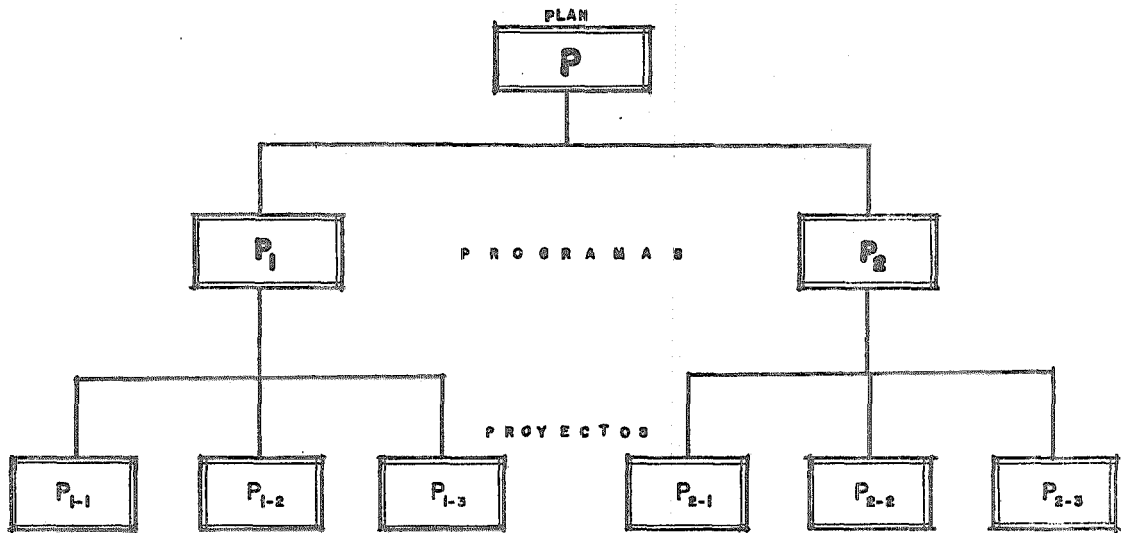 PLAN
P
P1
PROGRAMAS
P2
PROYECTOS
P1-1
P1-2
P1-3
P2-1
P2-2
P2-3